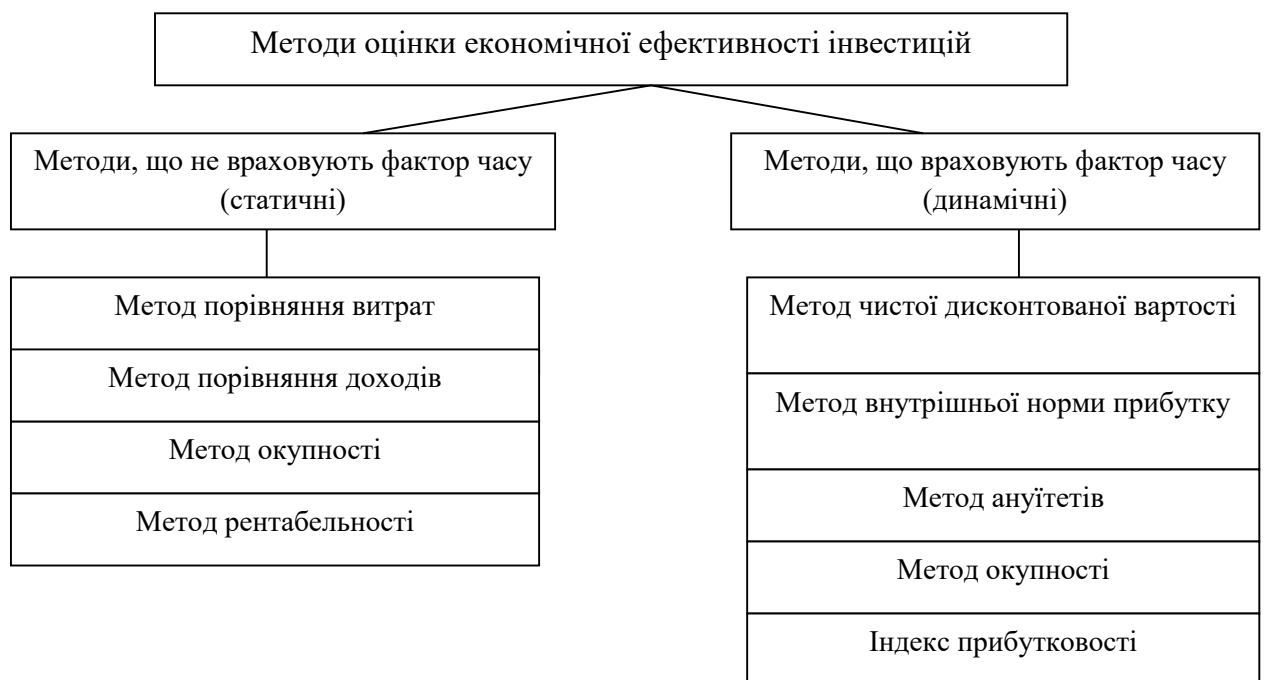 Методи оцінки економічної ефективності інвестицій
Методи, що не враховують фактор часу
(статичні)
Методи, що враховують фактор часу
(динамічні)
Метод порівняння витрат
Метод порівняння доходів
Метод окупності
Метод рентабельності
Метод чистої дисконтованої вартості
Метод внутрішньої норми прибутку
Метод ануїтетів
Метод окупності
Індекс прибутковості